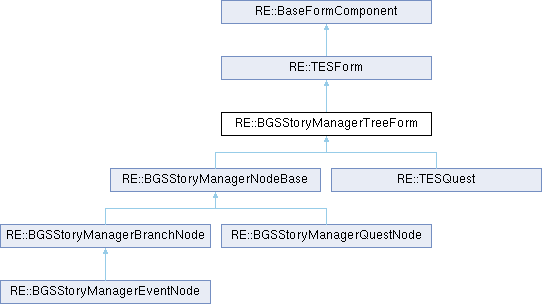 RE::BaseFormComponent
RE::TESForm
RE::BGSStoryManagerTreeForm
RE::BGSStoryManagerNodeBase
RE::TESQuest
RE::BGSStoryManagerBranchNode
RE::BGSStoryManagerQuestNode
RE::BGSStoryManagerEventNode